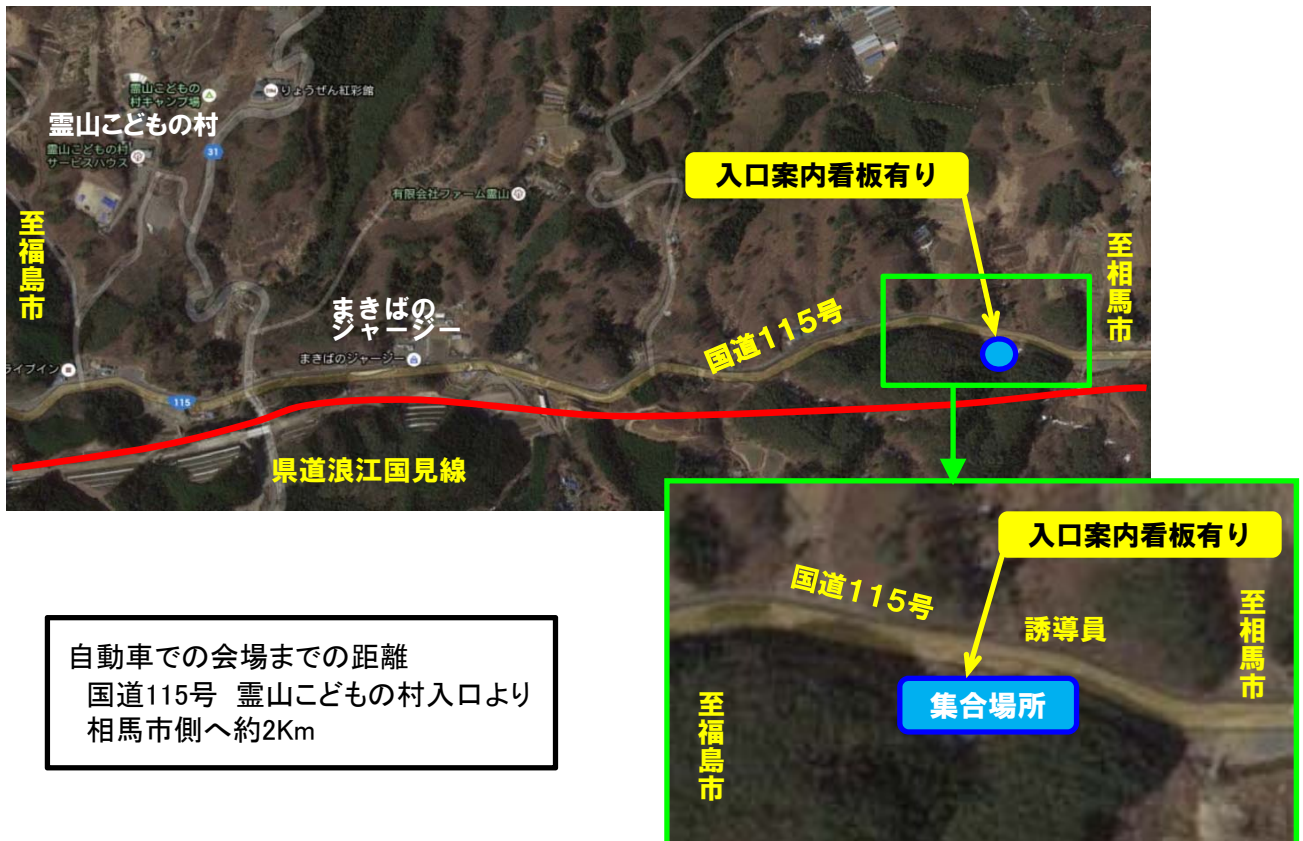 霊山こどもの
村キャンプ場
りょうぜん紅彩館
霊山こどもの村
霊山こどもの村
サービスハウス
31
有限会社ファーム霊山
入口案内看板有り
至福島市
至相馬市
まきばの
ジャージー
まきばのジャージー
国道115号
ライブイン
115
県道浪江国見線
入口案内看板有り
国道115号
誘導員
至相馬市
集合場所
至福島市
自動車での会場までの距離
国道115号 霊山こどもの村入口より
相馬市側へ約2Km